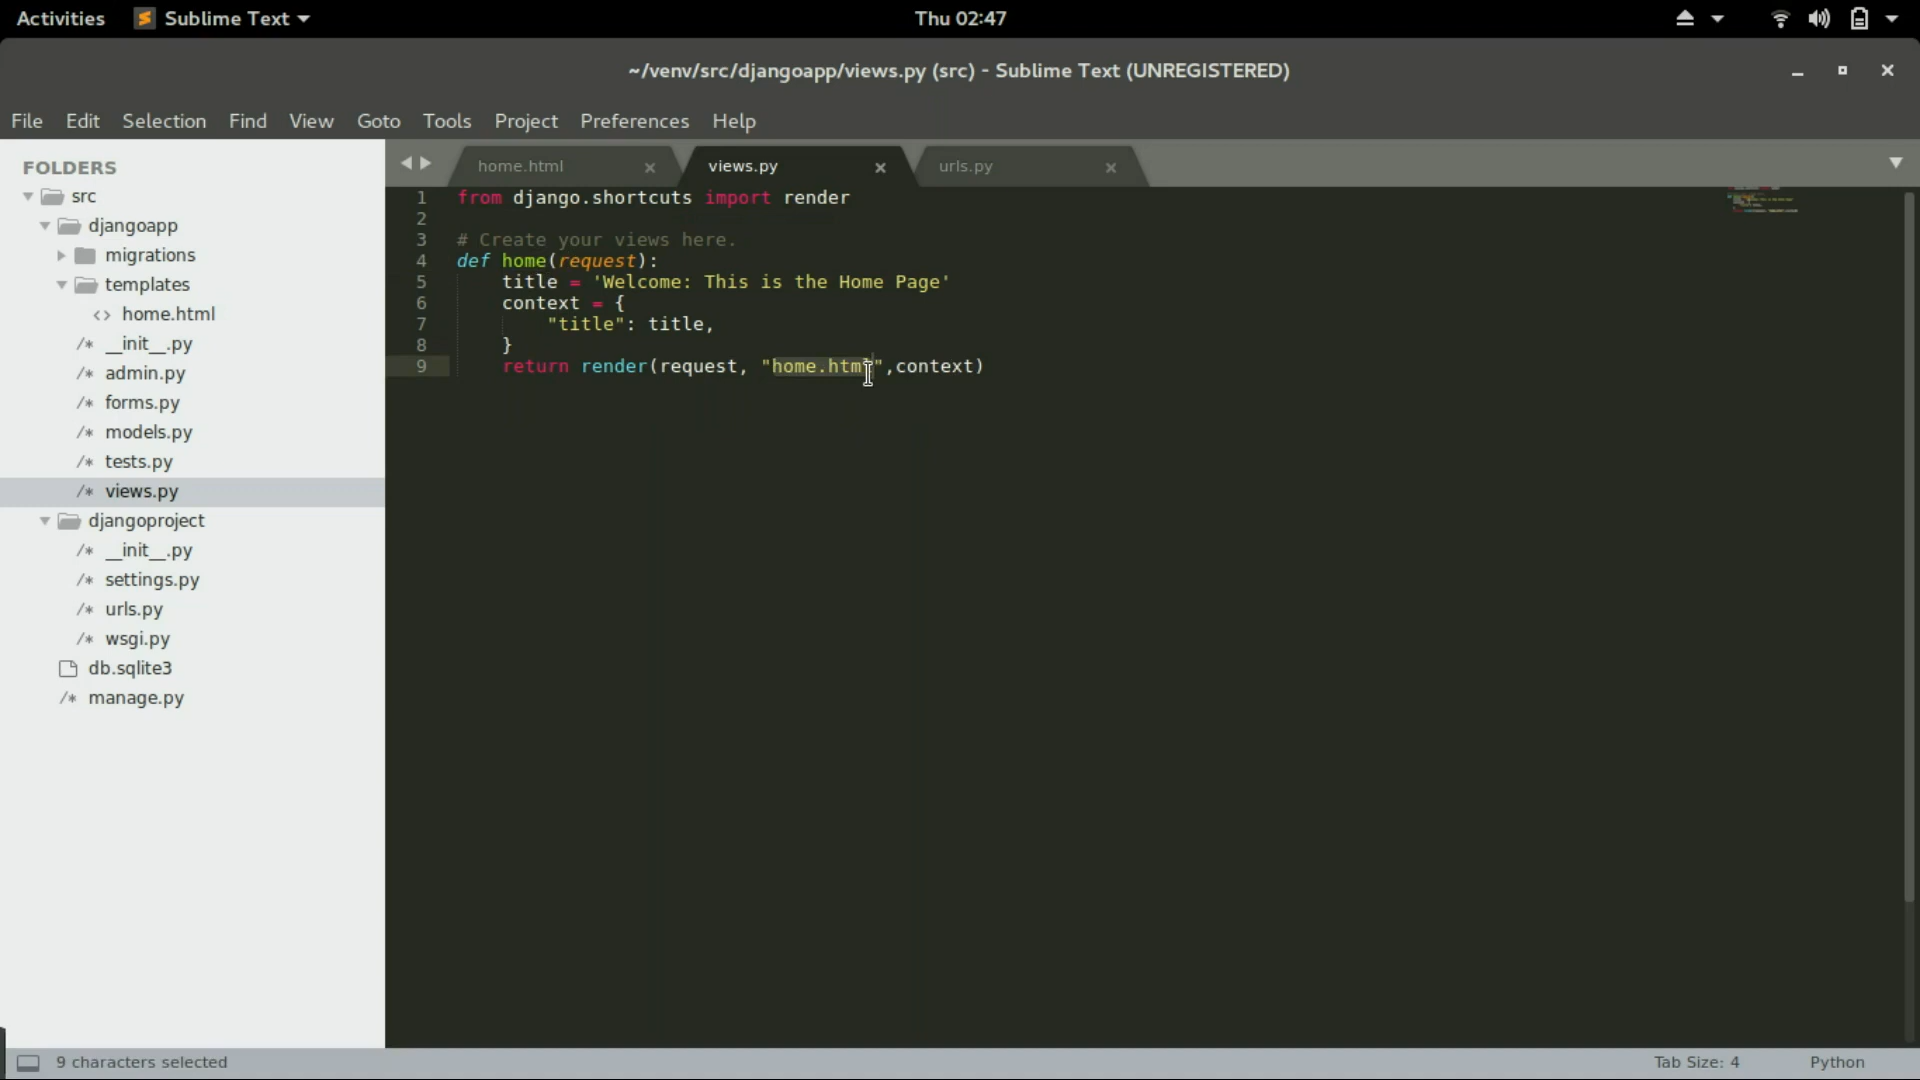 Activities Sublime Text Thu 02:47
~/venv/src/djangoapp/views.py (src) - Sublime Text (UNREGISTERED)
File Edit Selection Find View Goto Tools Project Preferences Help
FOLDERS
src
djangoapp
migrations
templates
<> home.html
/* __init__.py
/* admin.py
/* forms.py
/* models.py
/* tests.py
/* views.py
djangoproject
/* __init__.py
/* settings.py
/* urls.py
/* wsgi.py
db.sqlite3
/* manage.py
home.html × views.py × urls.py ×
1 from django.shortcuts import render
2
3 # Create your views here.
4 def home(request):
5 title = 'Welcome: This is the Home Page'
6 context = {
7 "title": title,
8 }
9 return render(request, "home.html",context)
9 characters selected Tab Size: 4 Python